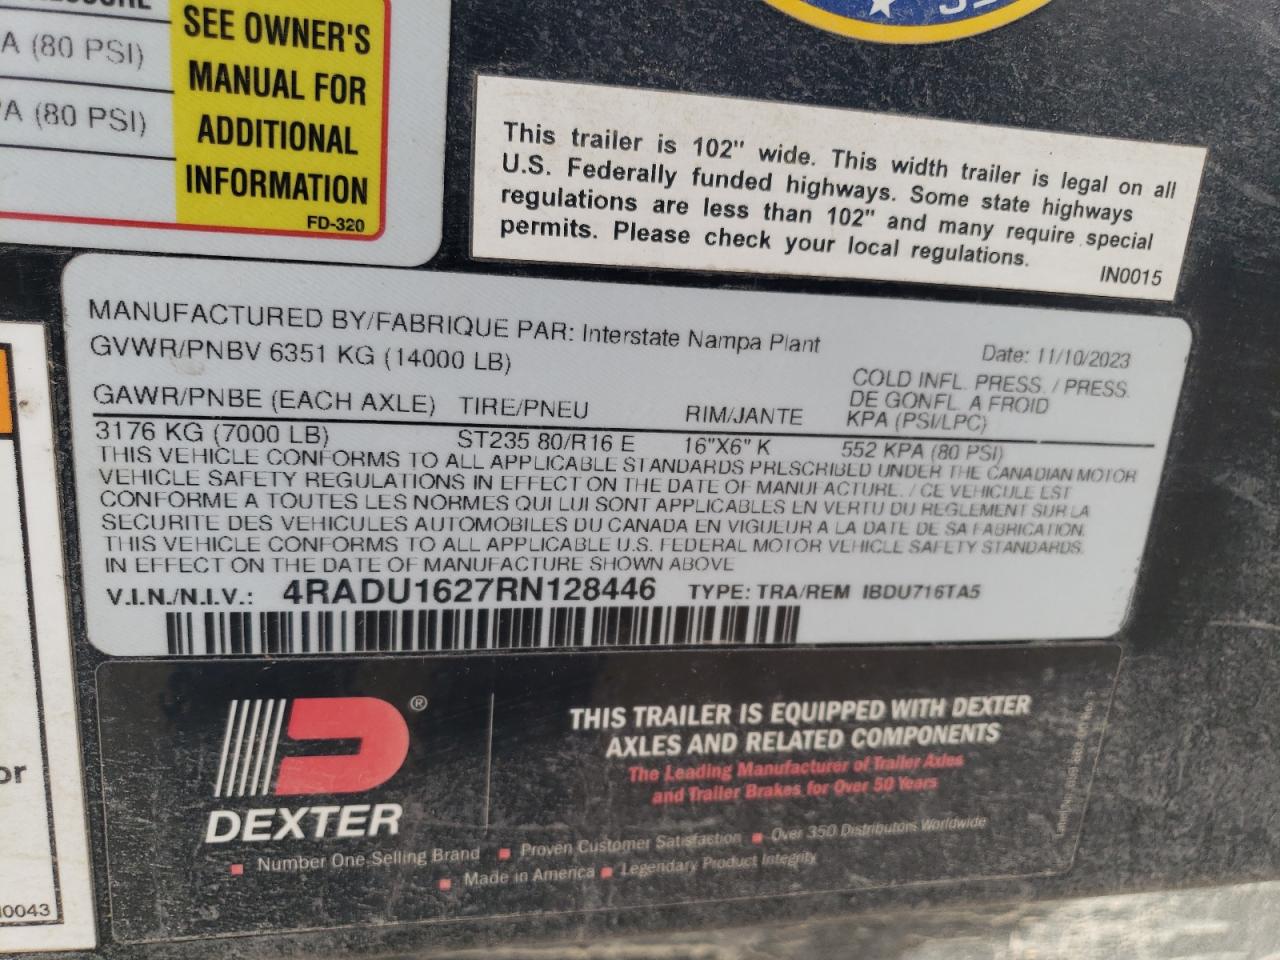 A (80 PSI)
A (80 PSI)
SEE OWNER'S
MANUAL FOR
ADDITIONAL
INFORMATION
FD-320
This trailer is 102" wide. This width trailer is legal on all
U.S. Federally funded highways. Some state highways
regulations are less than 102" and many require special
permits. Please check your local regulations.
IN0015
MANUFACTURED BY/FABRIQUE PAR: Interstate Nampa Plant
GVWR/PNBV 6351 KG (14000 LB)
Date: 11/10/2023
GAWR/PNBE (EACH AXLE) TIRE/PNEU RIM/JANTE
COLD INFL. PRESS. / PRESS.
DE GONFL. A FROID
KPA (PSI/LPC)
3176 KG (7000 LB) ST235 80/R16 E 16"X6" K 552 KPA (80 PSI)
THIS VEHICLE CONFORMS TO ALL APPLICABLE STANDARDS PRESCRIBED UNDER THE CANADIAN MOTOR
VEHICLE SAFETY REGULATIONS IN EFFECT ON THE DATE OF MANUFACTURE. / CE VEHICULE EST
CONFORME A TOUTES LES NORMES QUI LUI SONT APPLICABLES EN VERTU DU REGLEMENT SUR LA
SECURITE DES VEHICULES AUTOMOBILES DU CANADA EN VIGUEUR A LA DATE DE SA FABRICATION.
THIS VEHICLE CONFORMS TO ALL APPLICABLE U.S. FEDERAL MOTOR VEHICLE SAFETY STANDARDS.
IN EFFECT ON THE DATE OF MANUFACTURE SHOWN ABOVE
V.I.N./N.I.V.: 4RADU1627RN128446 TYPE: TRA/REM IBDU716TA5
®
DEXTER
THIS TRAILER IS EQUIPPED WITH DEXTER
AXLES AND RELATED COMPONENTS
The Leading Manufacturer of Trailer Axles
and Trailer Brakes for Over 50 Years
Number One Selling Brand Proven Customer Satisfaction Over 350 Distributors Worldwide
Made in America Legendary Product Integrity
or
0043